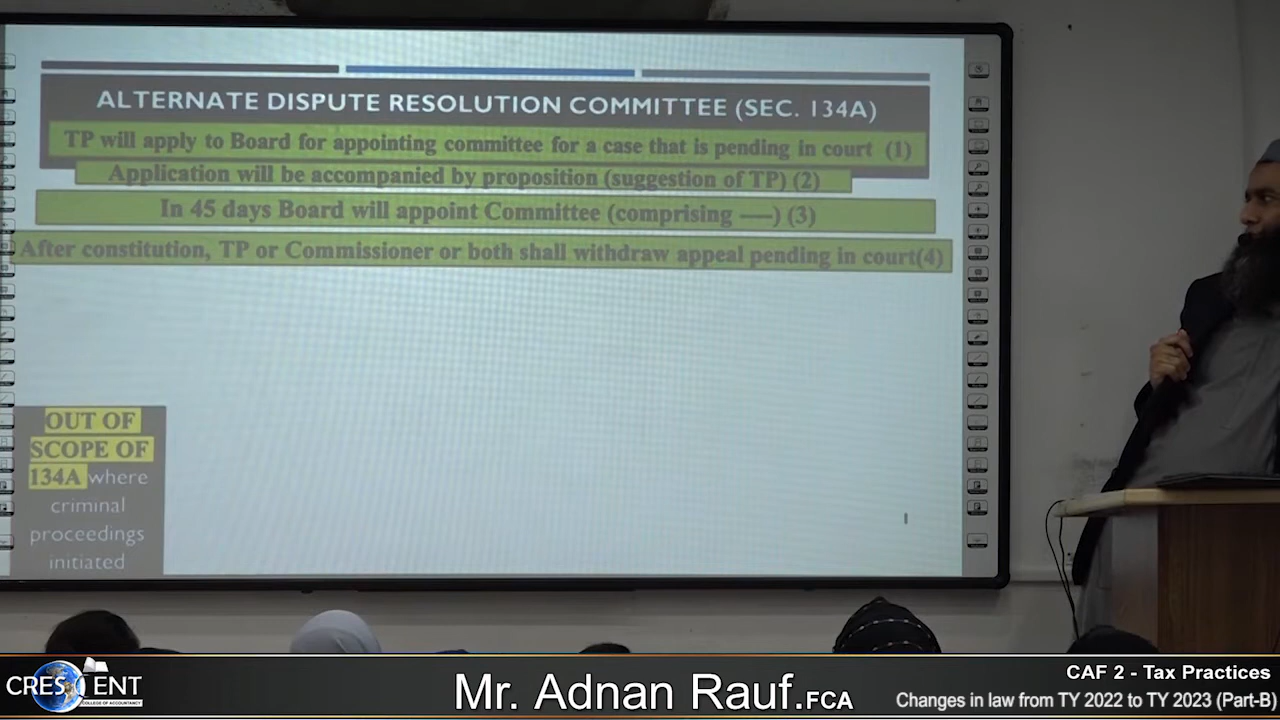 ALTERNATE DISPUTE RESOLUTION COMMITTEE (SEC. 134A)
TP will apply to Board for appointing committee for a case that is pending in court (1)
Application will be accompanied by proposition (suggestion of TP) (2)
In 45 days Board will appoint Committee (comprising -----) (3)
After constitution, TP or Commissioner or both shall withdraw appeal pending in court(4)
OUT OF
SCOPE OF
134A where
criminal
proceedings
initiated
CRESCENT
COLLEGE OF ACCOUNTANCY
Mr. Adnan Rauf.FCA
CAF 2 - Tax Practices
Changes in law from TY 2022 to TY 2023 (Part-B)